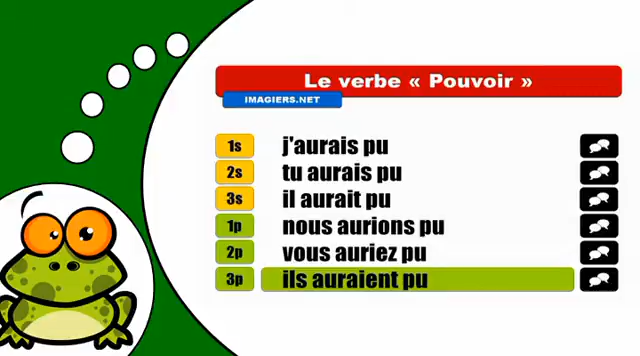 Le verbe « Pouvoir »
IMAGIERS.NET
1s j'aurais pu
2s tu aurais pu
3s il aurait pu
1p nous aurions pu
2p vous auriez pu
3p ils auraient pu